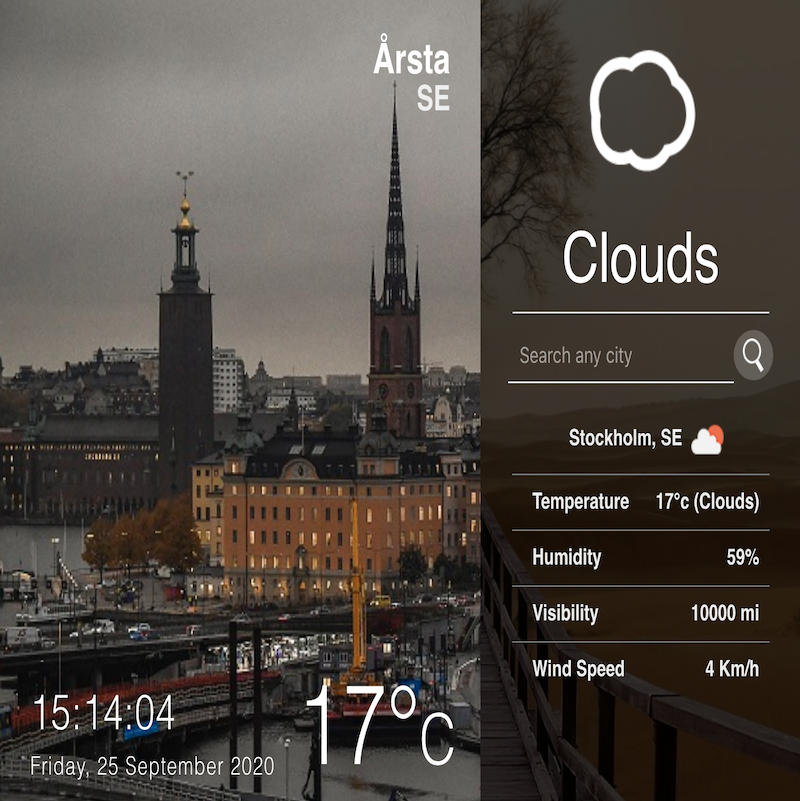 Årsta
SE
15:14:04
Friday, 25 September 2020
17°c
Clouds
Search any city
Stockholm, SE
Temperature 17°c (Clouds)
Humidity 59%
Visibility 10000 mi
Wind Speed 4 Km/h